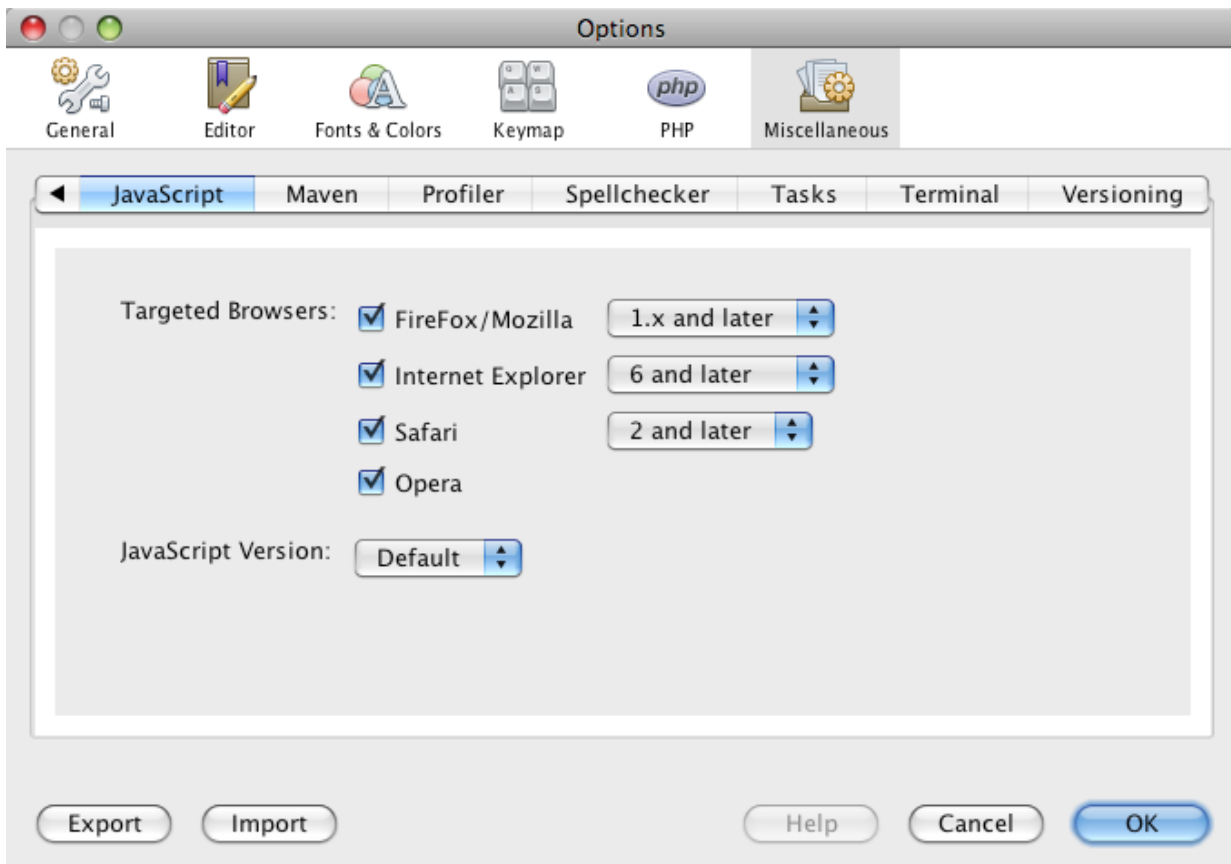 Options
General Editor Fonts & Colors Keymap php PHP Miscellaneous
JavaScript Maven Profiler Spellchecker Tasks Terminal Versioning
Targeted Browsers: FireFox/Mozilla 1.x and later
Internet Explorer 6 and later
Safari 2 and later
Opera
JavaScript Version: Default
Export Import Help Cancel OK